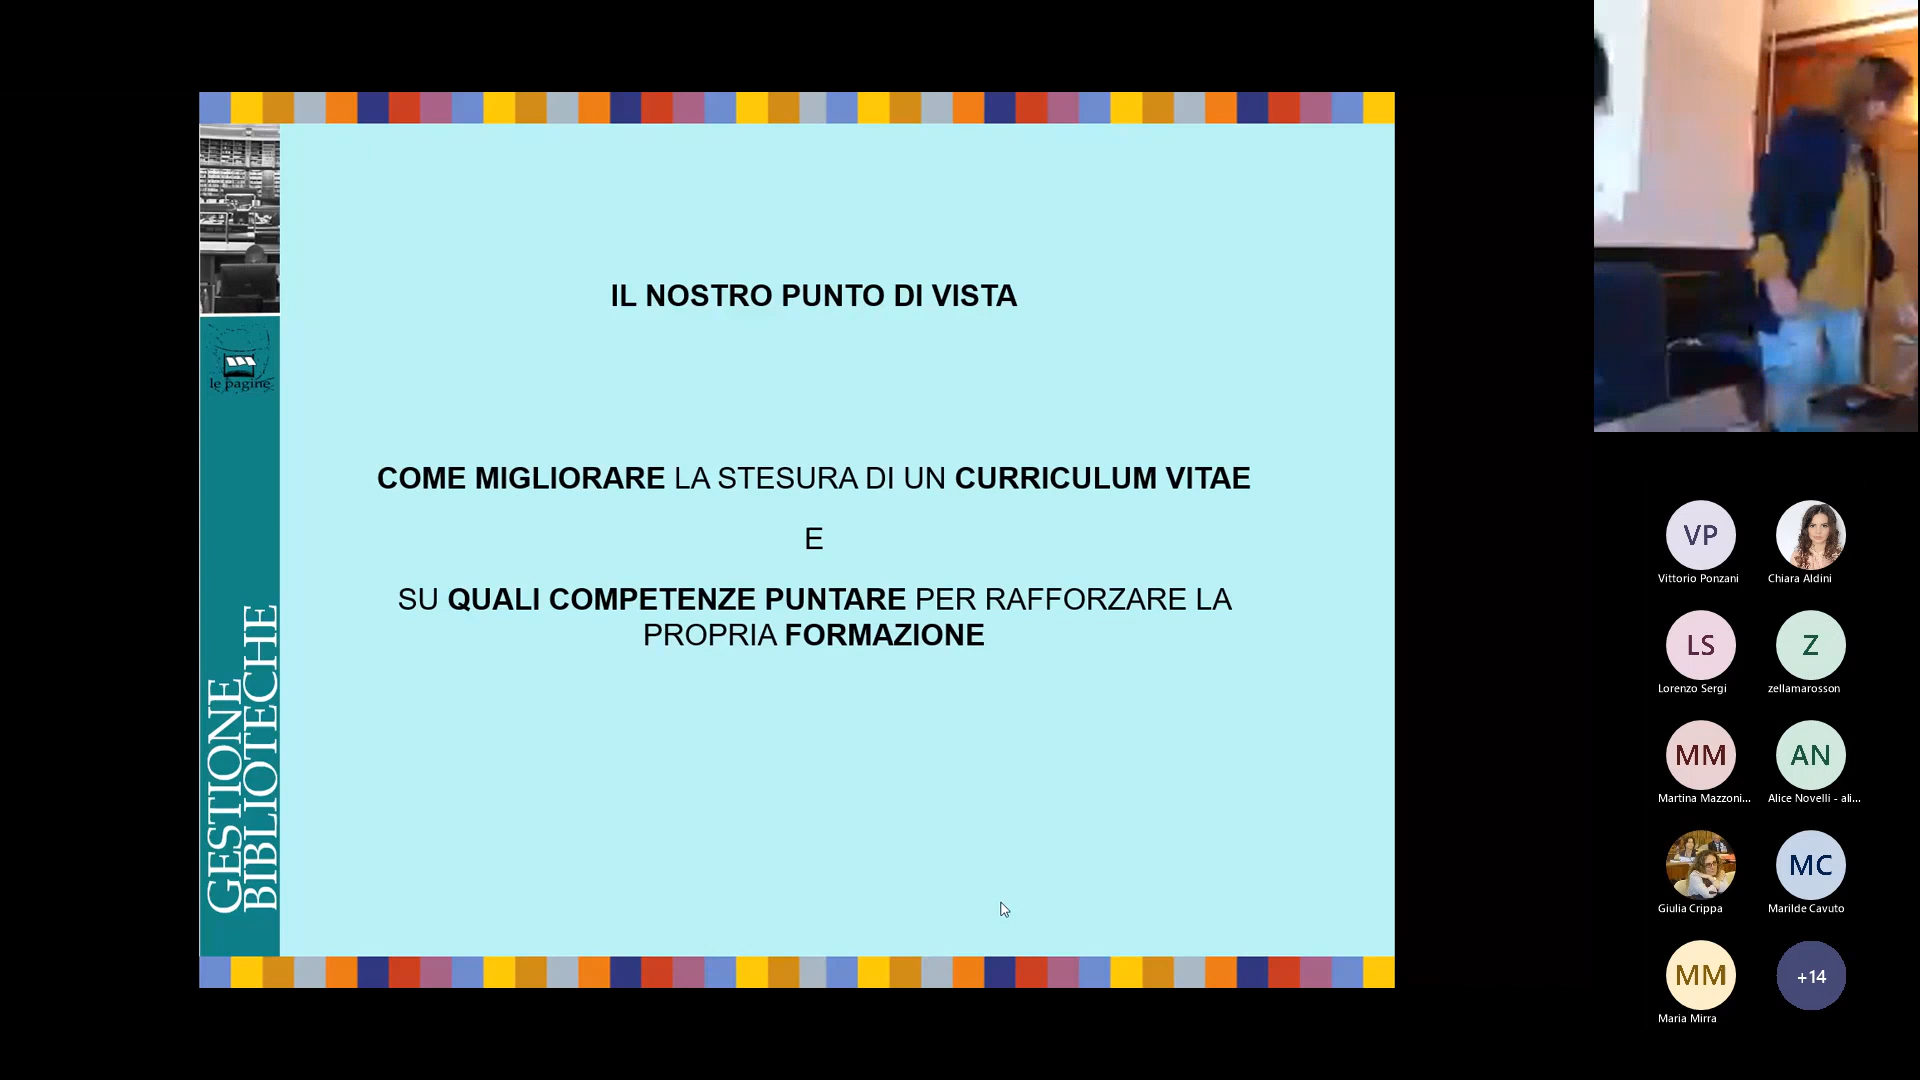 IL NOSTRO PUNTO DI VISTA
COME MIGLIORARE LA STESURA DI UN CURRICULUM VITAE
E
SU QUALI COMPETENZE PUNTARE PER RAFFORZARE LA
PROPRIA FORMAZIONE
le pagine
GESTIONE
BIBLIOTECHE
VP
Vittorio Ponzani
Chiara Aldini
LS
Lorenzo Sergi
Z
zellamarosson
MM
Martina Mazzoni...
AN
Alice Novelli - ali...
Giulia Crippa
MC
Marilde Cavuto
MM
Maria Mirra
+14